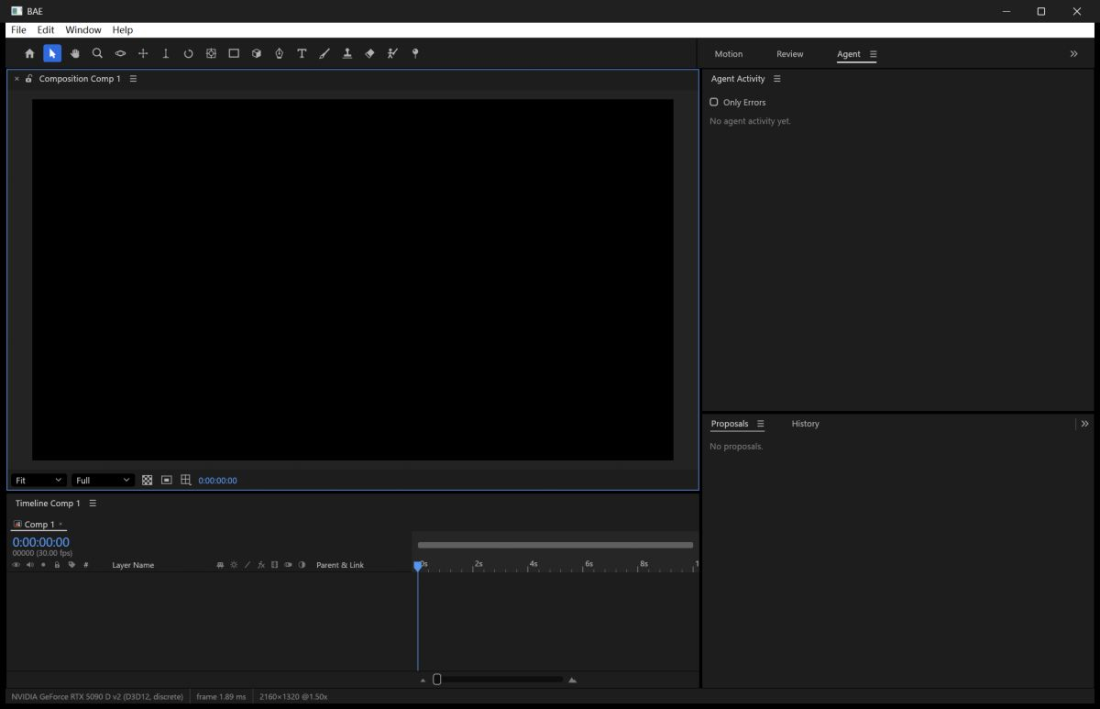 BAE
File Edit Window Help
Motion Review Agent
Composition Comp 1
Agent Activity
Only Errors
No agent activity yet.
Proposals History
No proposals.
Fit Full 0:00:00:00
Timeline Comp 1
Comp 1
0:00:00:00
00000 (30.00 fps)
# Layer Name Parent & Link
0s 2s 4s 6s 8s 1
NVIDIA GeForce RTX 5090 D v2 (D3D12, discrete) frame 1.89 ms 2160×1320 @1.50x